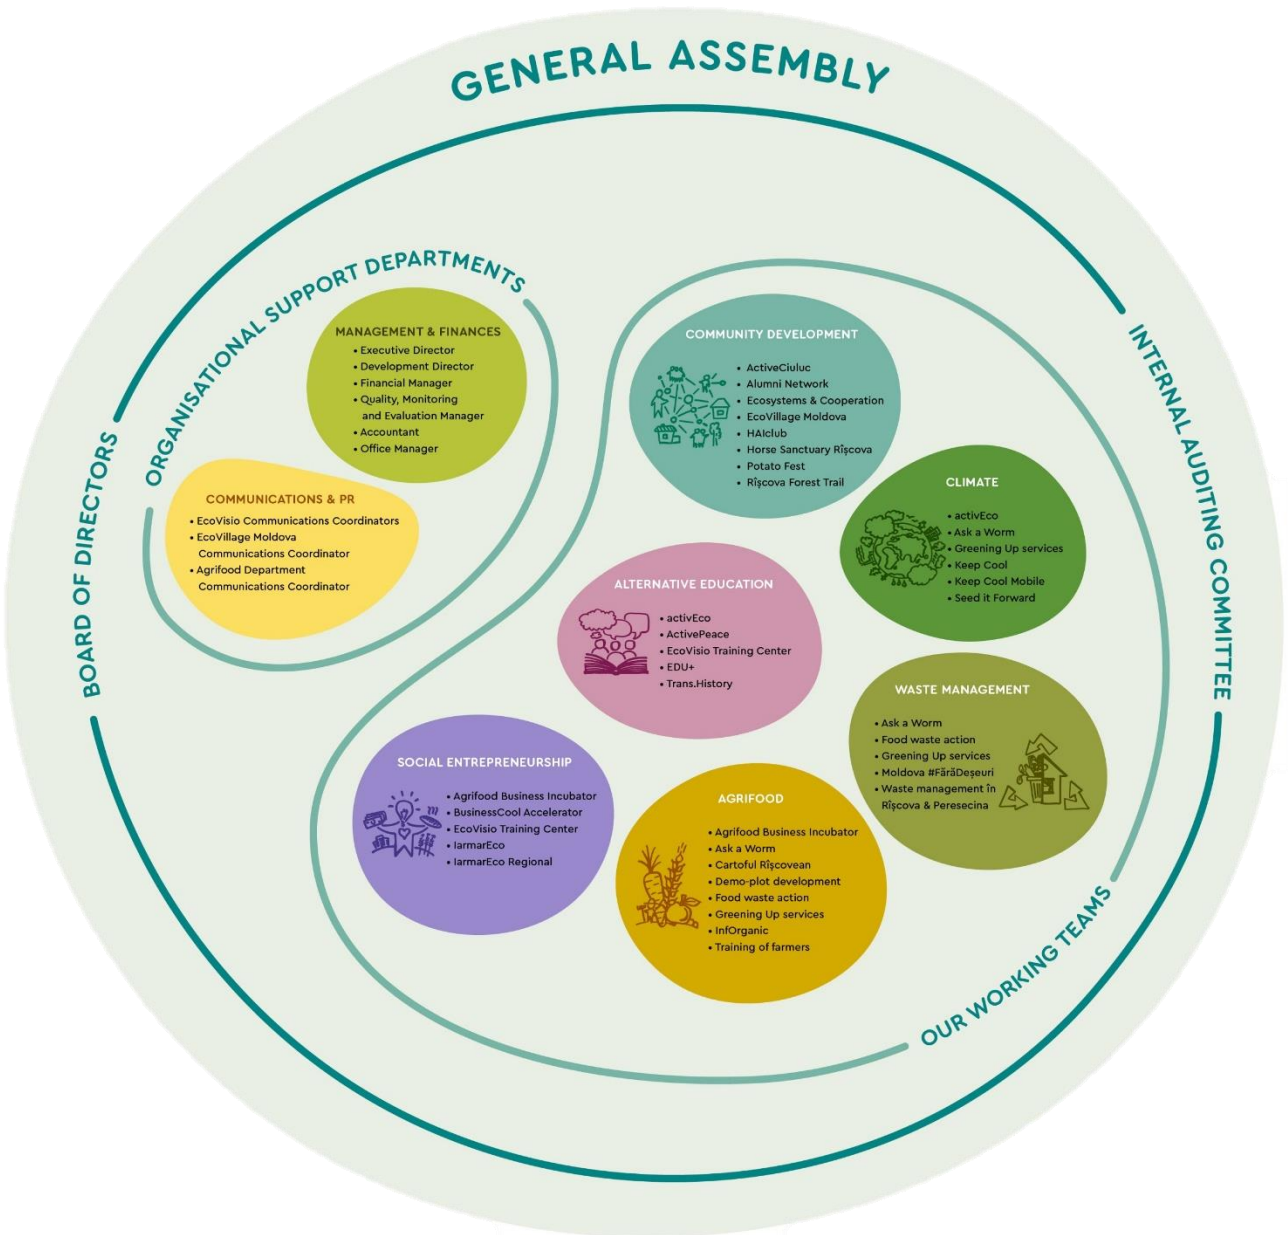 GENERAL ASSEMBLY
BOARD OF DIRECTORS
INTERNAL AUDITING COMMITTEE
ORGANISATIONAL SUPPORT DEPARTMENTS
MANAGEMENT & FINANCES
• Executive Director
• Development Director
• Financial Manager
• Quality, Monitoring
and Evaluation Manager
• Accountant
• Office Manager
COMMUNICATIONS & PR
• EcoVisio Communications Coordinators
• EcoVillage Moldova
Communications Coordinator
• Agrifood Department
Communications Coordinator
COMMUNITY DEVELOPMENT
• ActiveCiuluc
• Alumni Network
• Ecosystems & Cooperation
• EcoVillage Moldova
• HAIclub
• Horse Sanctuary Rîșcova
• Potato Fest
• Rîșcova Forest Trail
CLIMATE
• activEco
• Ask a Worm
• Greening Up services
• Keep Cool
• Keep Cool Mobile
• Seed it Forward
ALTERNATIVE EDUCATION
• activEco
• ActivePeace
• EcoVisio Training Center
• EDU+
• Trans.History
WASTE MANAGEMENT
• Ask a Worm
• Food waste action
• Greening Up services
• Moldova #FărăDeșeuri
• Waste management în
Rîșcova & Peresecina
SOCIAL ENTREPRENEURSHIP
• Agrifood Business Incubator
• BusinessCool Accelerator
• EcoVisio Training Center
• IarmarEco
• IarmarEco Regional
AGRIFOOD
• Agrifood Business Incubator
• Ask a Worm
• Cartoful Rîșcovean
• Demo-plot development
• Food waste action
• Greening Up services
• InfOrganic
• Training of farmers
OUR WORKING TEAMS